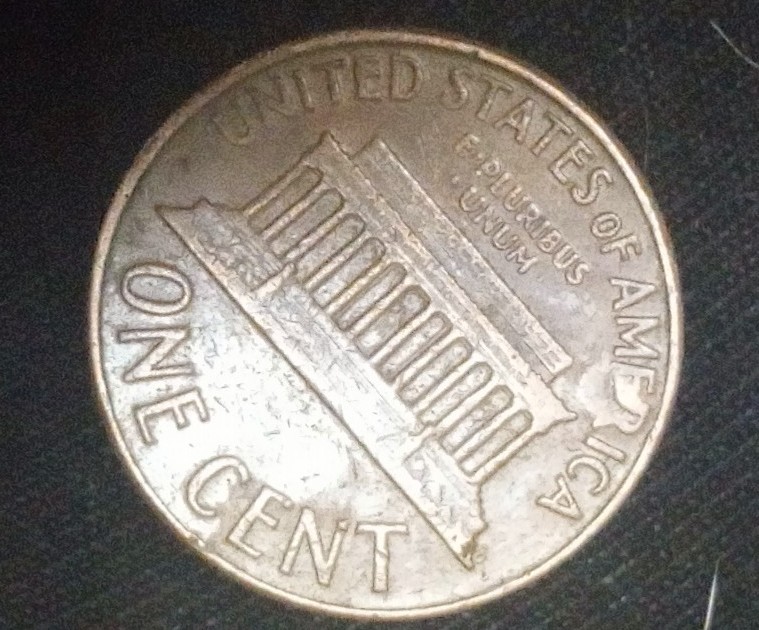 UNITED STATES OF AMERICA
E·PLURIBUS
·UNUM
ONE CENT